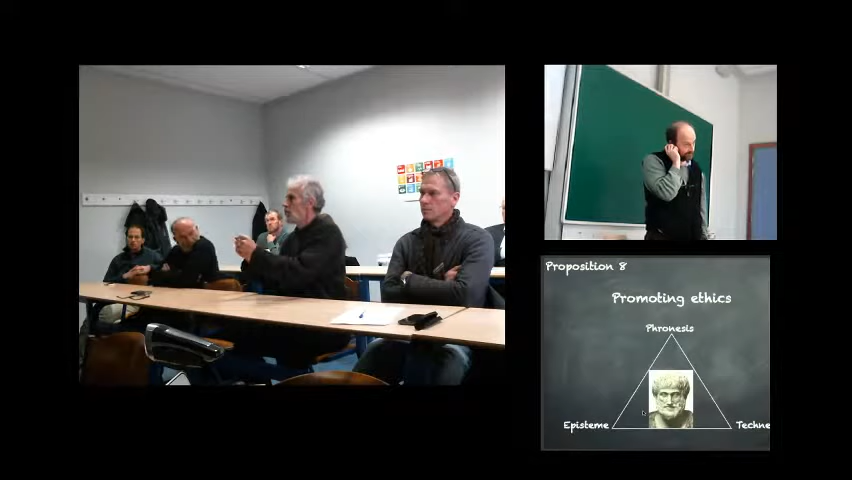 Proposition 8
Promoting ethics
Phronesis
Episteme
Techne